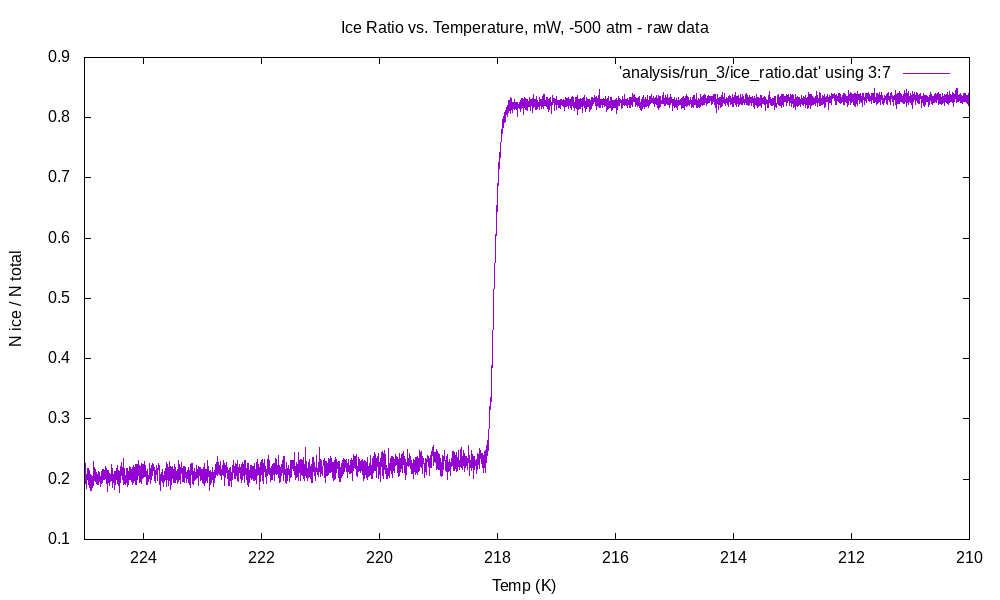 Ice Ratio vs. Temperature, mW, -500 atm - raw data
'analysis/run_3/ice_ratio.dat' using 3:7
0.9
0.8
0.7
0.6
0.5
0.4
0.3
0.2
0.1
N ice / N total
224 222 220 218 216 214 212 210
Temp (K)